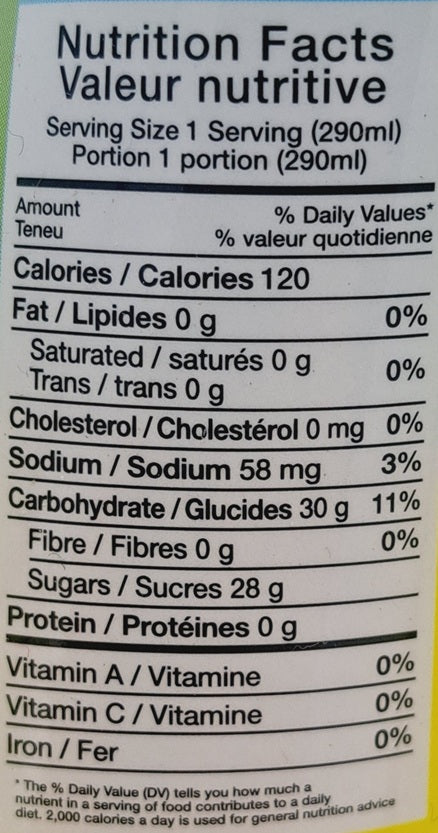 Nutrition Facts
Valeur nutritive
Serving Size 1 Serving (290ml)
Portion 1 portion (290ml)
Amount
Teneu
% Daily Values*
% valeur quotidienne
Calories / Calories 120
Fat / Lipides 0 g 0%
Saturated / saturés 0 g
Trans / trans 0 g
0%
Cholesterol / Cholestérol 0 mg 0%
Sodium / Sodium 58 mg 3%
Carbohydrate / Glucides 30 g 11%
Fibre / Fibres 0 g 0%
Sugars / Sucres 28 g
Protein / Protéines 0 g
Vitamin A / Vitamine 0%
Vitamin C / Vitamine 0%
Iron / Fer 0%
* The % Daily Value (DV) tells you how much a
nutrient in a serving of food contributes to a daily
diet. 2,000 calories a day is used for general nutrition advice